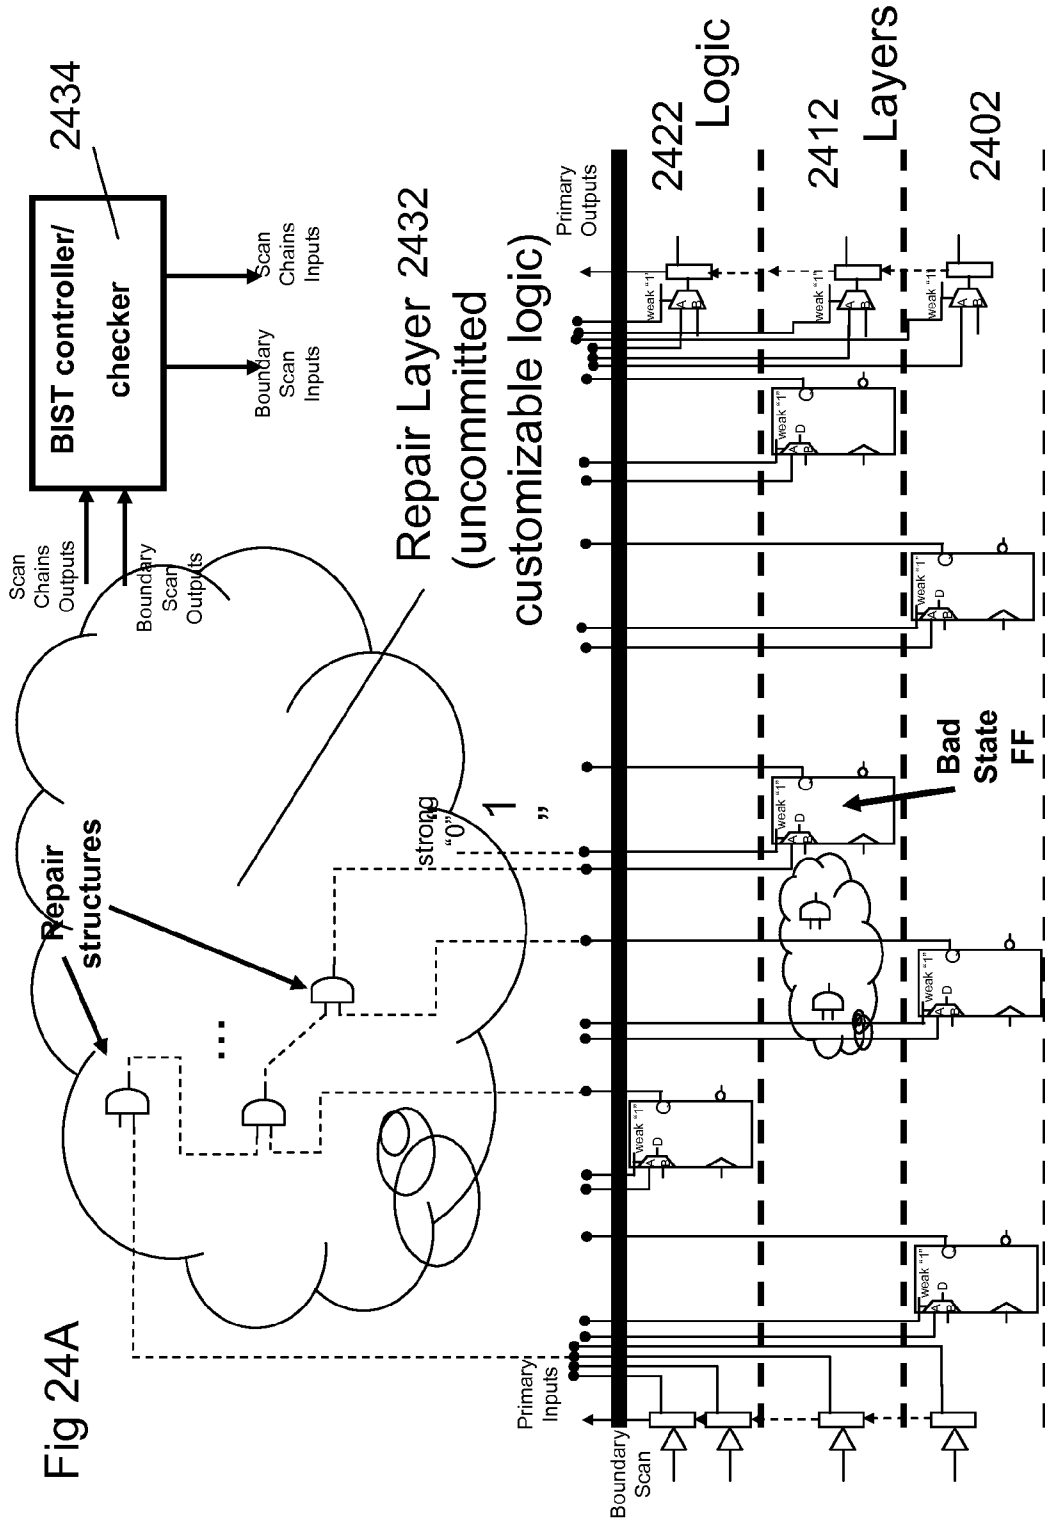 Fig 24A
BIST controller/
checker
2434
Scan
Chains
Outputs
Boundary
Scan
Outputs
Boundary
Scan
Inputs
Scan
Chains
Inputs
Repair
structures
...
Repair Layer 2432
(uncommitted
customizable logic)
strong
"0"
"
1
"
Primary
Inputs
Primary
Outputs
Boundary
Scan
2422
Logic
2412
Layers
2402
Bad
State
FF
weak "1"
A
B
D
Q
weak "1"
A
B
D
Q
weak "1"
A
B
D
Q
weak "1"
A
B
D
Q
weak "1"
A
B
D
Q
weak "1"
A
B
D
Q
weak "1"
A
B
weak "1"
A
B
weak "1"
A
B